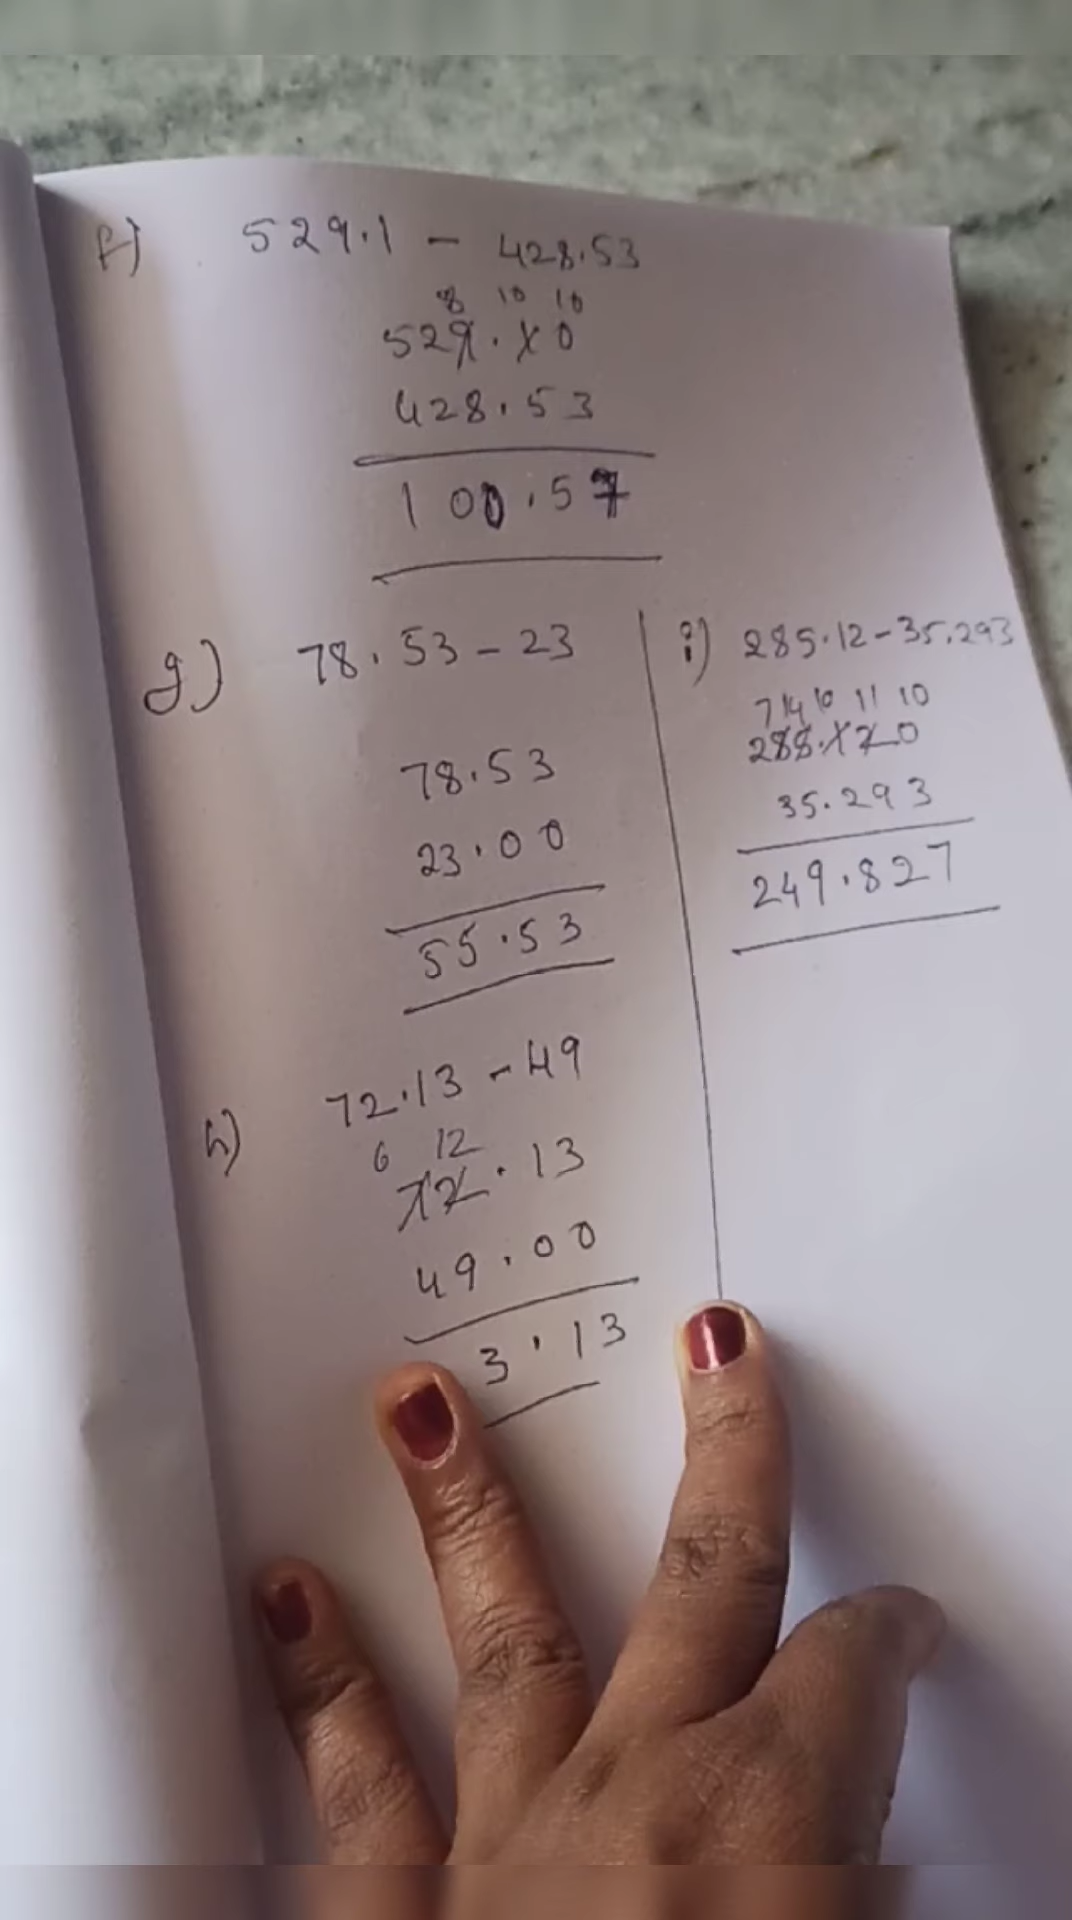 f) 529.1 - 428.53
8 10 10
529.10
428.53
100.57
g) 78.53 - 23
78.53
23.00
55.53
h) 72.13 - 49
6 12
72.13
49.00
3.13
i) 285.12 - 35.293
7 14 10 11 10
285.120
35.293
249.827